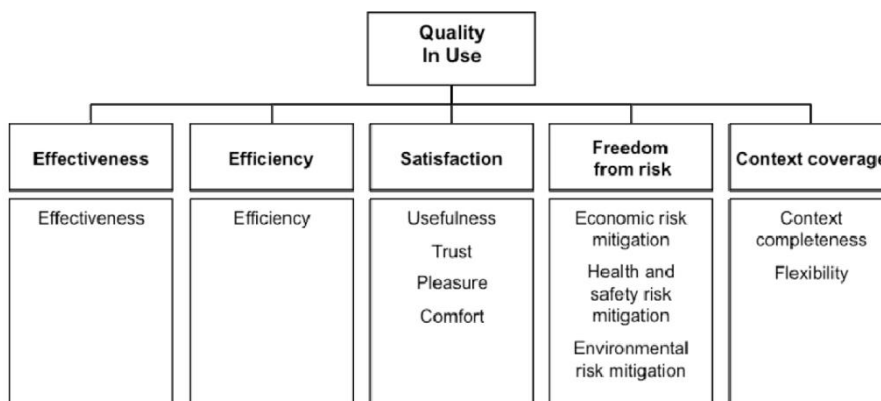 Quality
In Use
Effectiveness
Efficiency
Satisfaction
Freedom
from risk
Context coverage
Effectiveness
Efficiency
Usefulness
Trust
Pleasure
Comfort
Economic risk
mitigation
Health and
safety risk
mitigation
Environmental
risk mitigation
Context
completeness
Flexibility